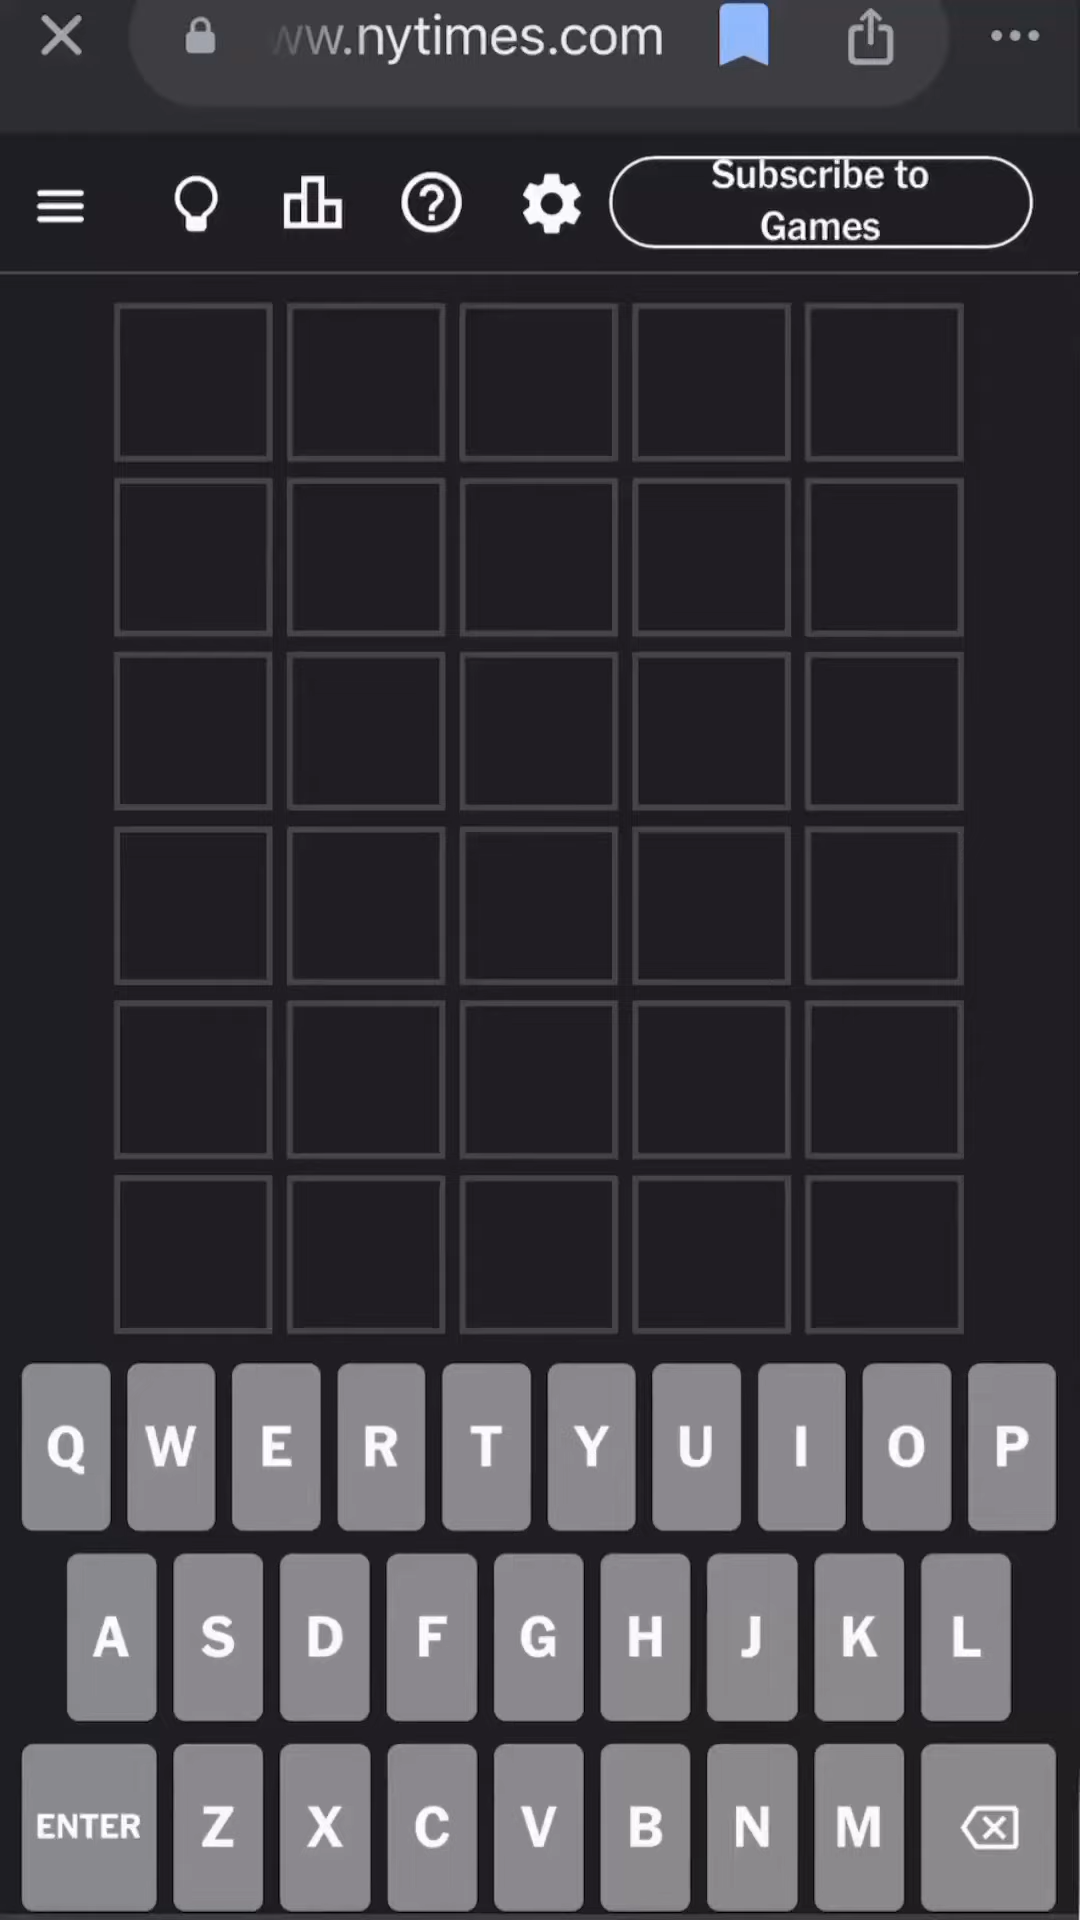 ww.nytimes.com
Subscribe to
Games
Q W E R T Y U I O P
A S D F G H J K L
ENTER Z X C V B N M